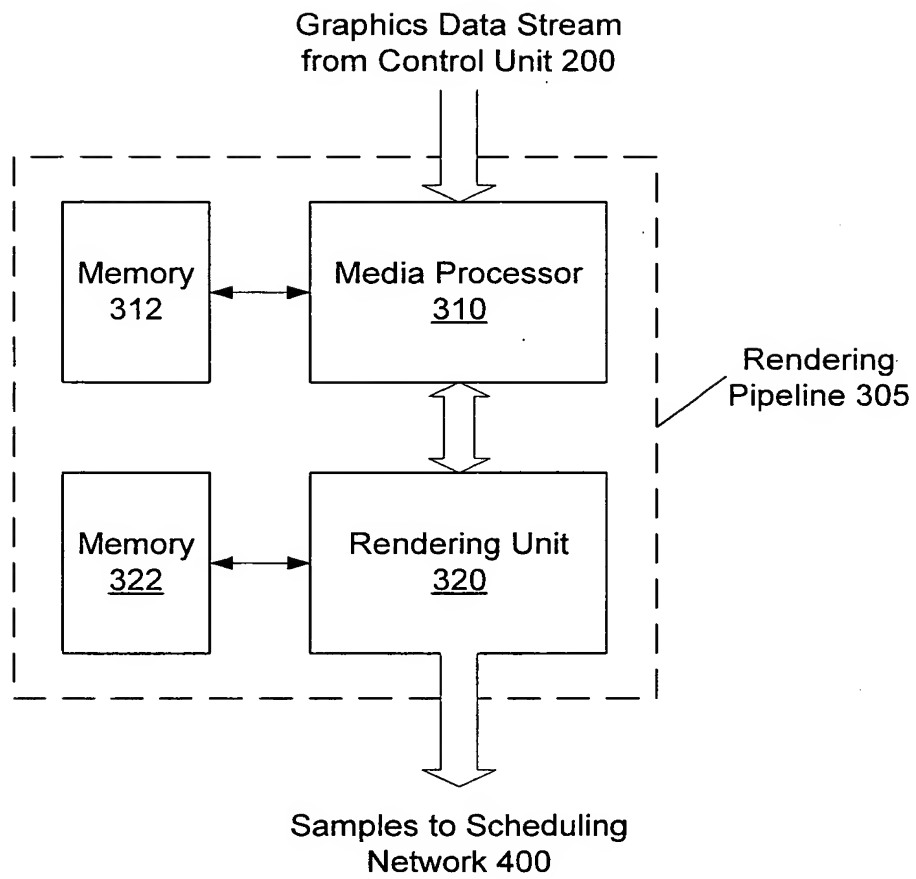 Graphics Data Stream
from Control Unit 200
Memory
312
Media Processor
310
Rendering
Pipeline 305
Memory
322
Rendering Unit
320
Samples to Scheduling
Network 400